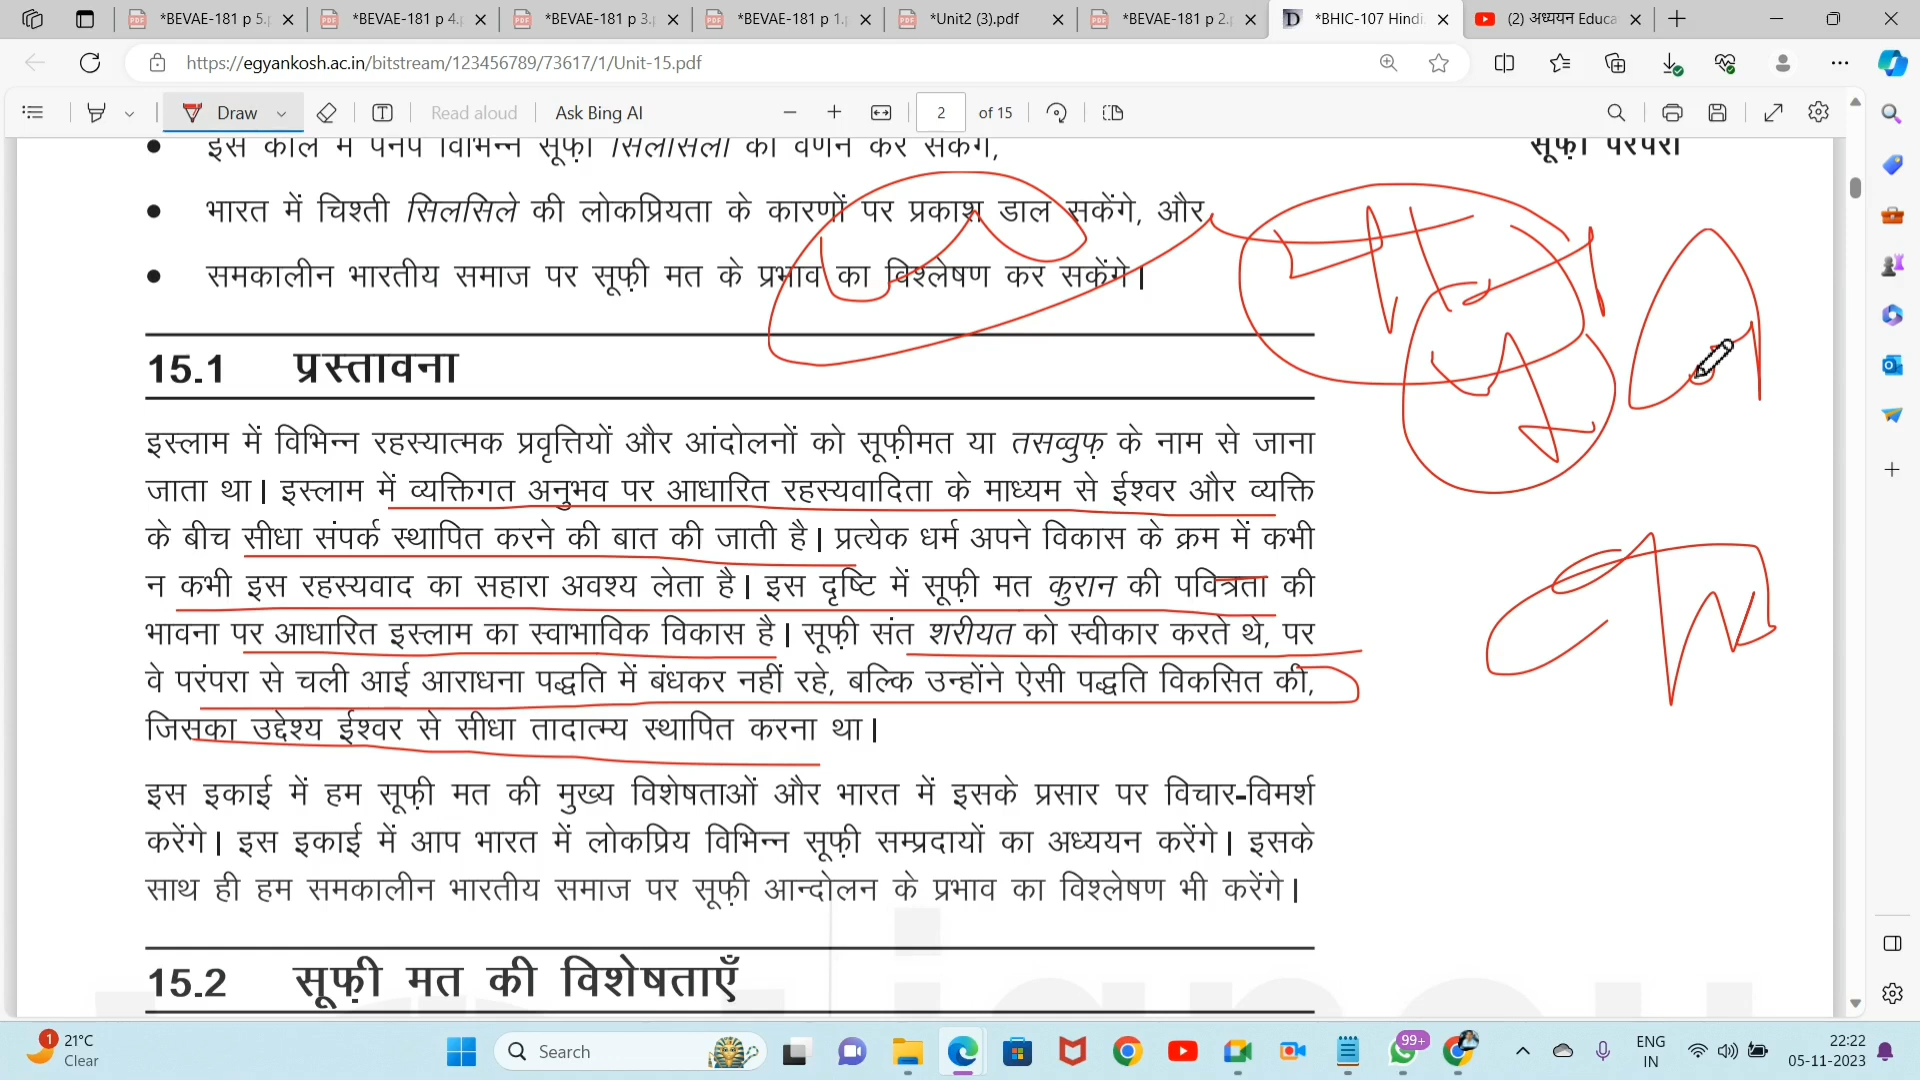 *BEVAE-181 p 5. *BEVAE-181 p 4. *BEVAE-181 p 3. *BEVAE-181 p 1. *Unit2 (3).pdf *BEVAE-181 p 2. *BHIC-107 Hindi (2) अध्ययन Educa
https://egyankosh.ac.in/bitstream/123456789/73617/1/Unit-15.pdf
Draw Read aloud Ask Bing AI 2 of 15
इस काल में पनपे विभिन्न सूफ़ी सिलसिलों का वर्णन कर सकेंगे,
सूफ़ी परंपरा
• भारत में चिश्ती सिलसिले की लोकप्रियता के कारणों पर प्रकाश डाल सकेंगे, और
• समकालीन भारतीय समाज पर सूफ़ी मत के प्रभाव का विश्लेषण कर सकेंगे।
15.1 प्रस्तावना
इस्लाम में विभिन्न रहस्यात्मक प्रवृत्तियों और आंदोलनों को सूफ़ीमत या तसव्वुफ़ के नाम से जाना
जाता था। इस्लाम में व्यक्तिगत अनुभव पर आधारित रहस्यवादिता के माध्यम से ईश्वर और व्यक्ति
के बीच सीधा संपर्क स्थापित करने की बात की जाती है। प्रत्येक धर्म अपने विकास के क्रम में कभी
न कभी इस रहस्यवाद का सहारा अवश्य लेता है। इस दृष्टि में सूफ़ी मत कुरान की पवित्रता की
भावना पर आधारित इस्लाम का स्वाभाविक विकास है। सूफ़ी संत शरीयत को स्वीकार करते थे, पर
वे परंपरा से चली आई आराधना पद्धति में बंधकर नहीं रहे, बल्कि उन्होंने ऐसी पद्धति विकसित की,
जिसका उद्देश्य ईश्वर से सीधा तादात्म्य स्थापित करना था।
इस इकाई में हम सूफ़ी मत की मुख्य विशेषताओं और भारत में इसके प्रसार पर विचार-विमर्श
करेंगे। इस इकाई में आप भारत में लोकप्रिय विभिन्न सूफ़ी सम्प्रदायों का अध्ययन करेंगे। इसके
साथ ही हम समकालीन भारतीय समाज पर सूफ़ी आन्दोलन के प्रभाव का विश्लेषण भी करेंगे।
15.2 सूफ़ी मत की विशेषताएँ
1 21°C
Clear
Search
99+
ENG
IN
22:22
05-11-2023